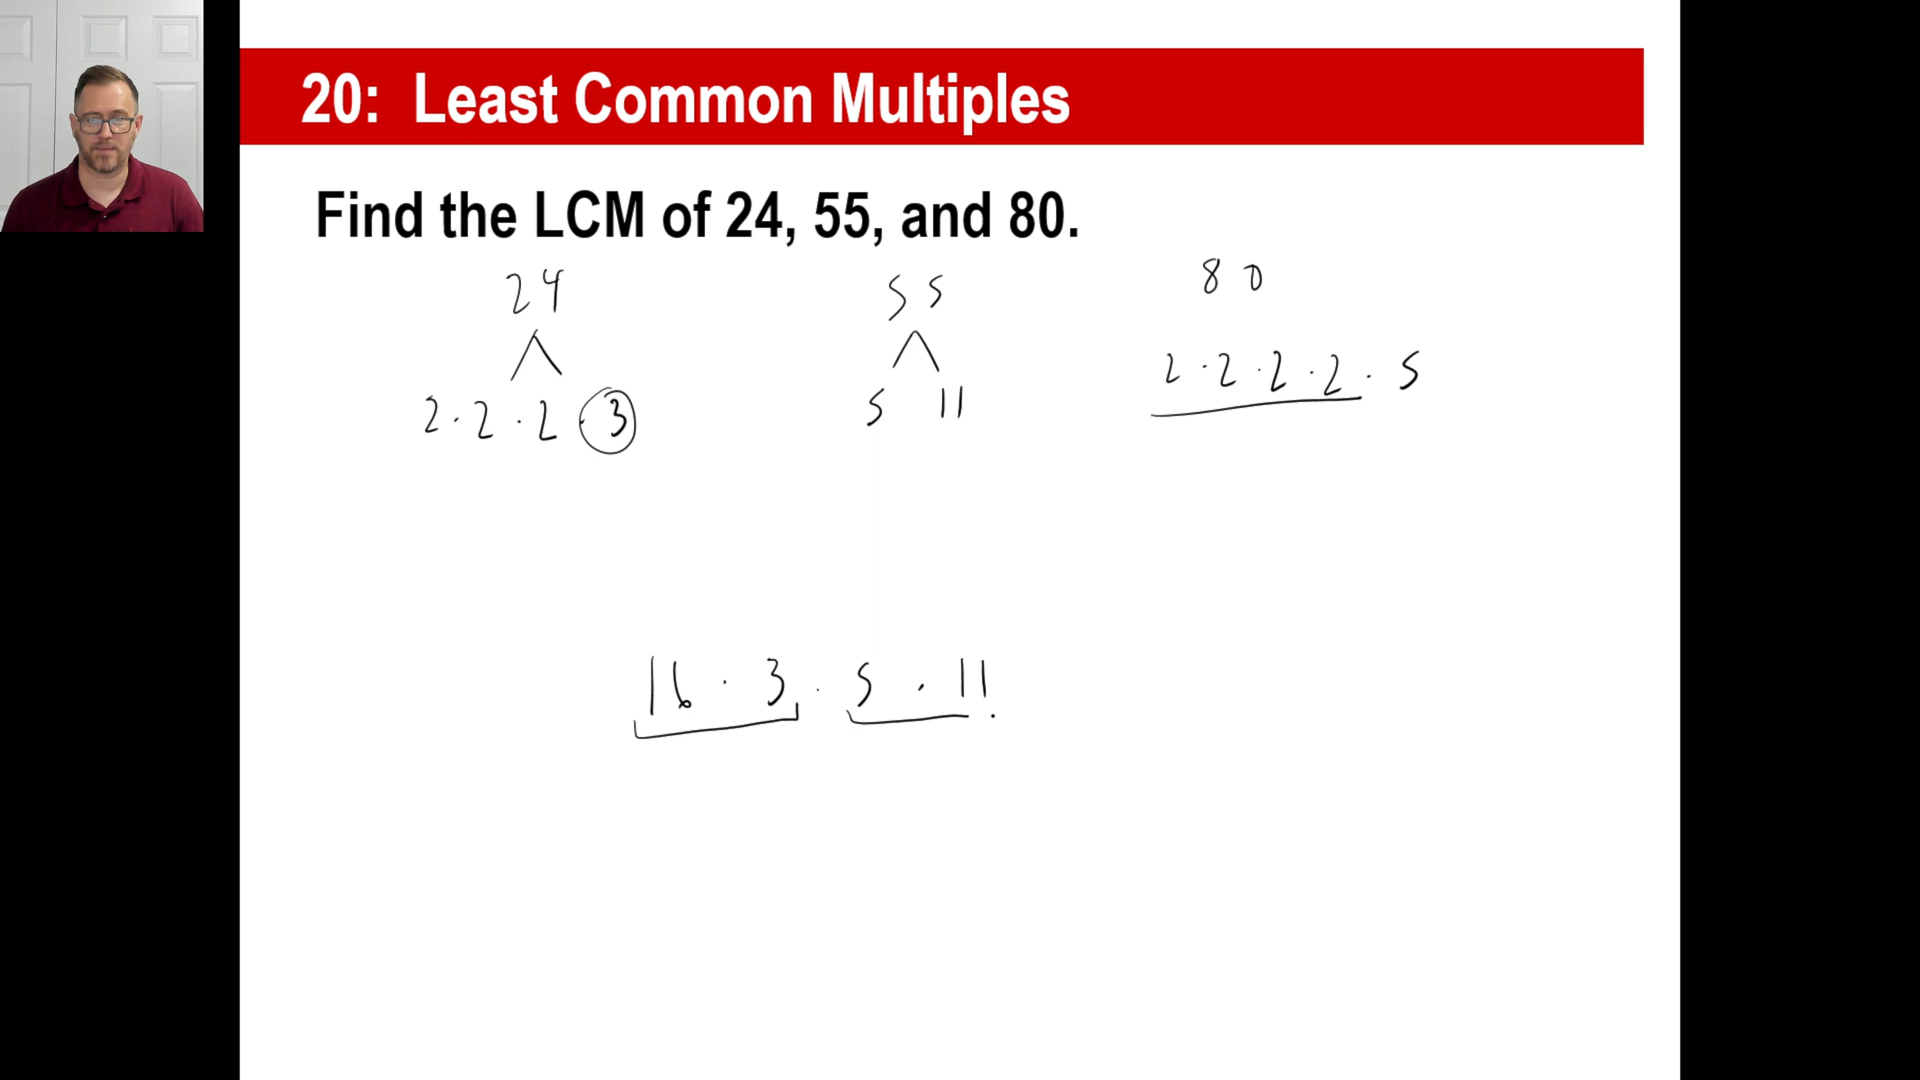 20: Least Common Multiples
Find the LCM of 24, 55, and 80.
24 55 80
2·2·2·3 5 11 2·2·2·2·5
16·3·5·11